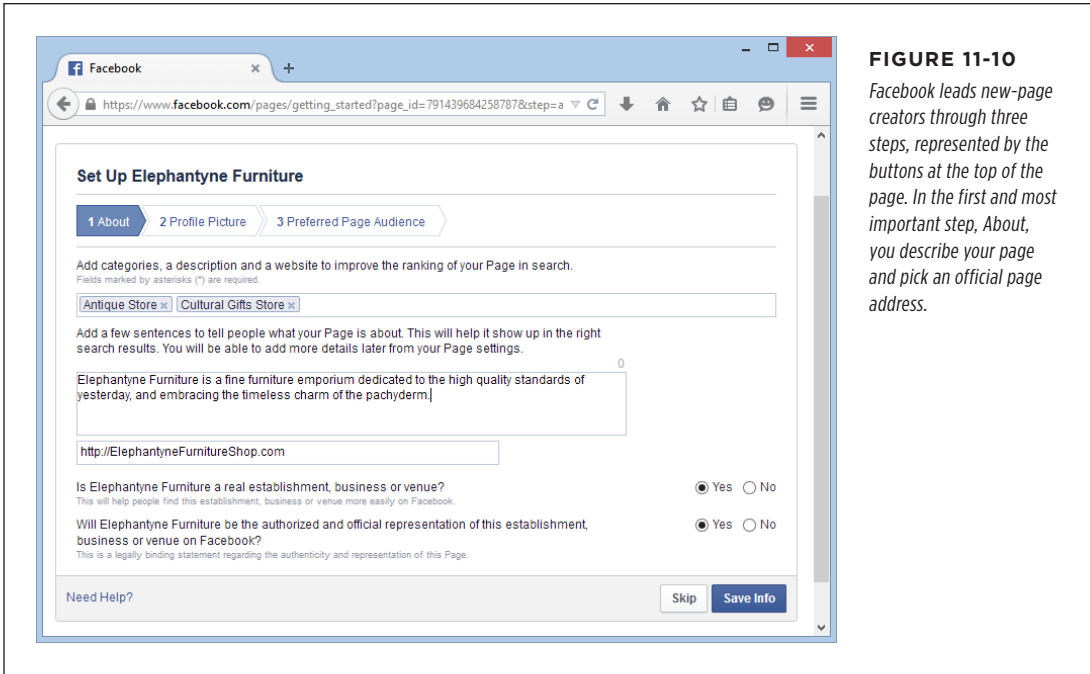 Facebook
https://www.facebook.com/pages/getting_started?page_id=791439684258787&step=a
Set Up Elephantyne Furniture
1 About 2 Profile Picture 3 Preferred Page Audience
Add categories, a description and a website to improve the ranking of your Page in search.
Fields marked by asterisks (*) are required.
Antique Store × Cultural Gifts Store ×
Add a few sentences to tell people what your Page is about. This will help it show up in the right
search results. You will be able to add more details later from your Page settings.
0
Elephantyne Furniture is a fine furniture emporium dedicated to the high quality standards of
yesterday, and embracing the timeless charm of the pachyderm.
http://ElephantyneFurnitureShop.com
Is Elephantyne Furniture a real establishment, business or venue? Yes No
This will help people find this establishment, business or venue more easily on Facebook.
Will Elephantyne Furniture be the authorized and official representation of this establishment, Yes No
business or venue on Facebook?
This is a legally binding statement regarding the authenticity and representation of this Page.
Need Help? Skip Save Info
FIGURE 11-10
Facebook leads new-page
creators through three
steps, represented by the
buttons at the top of the
page. In the first and most
important step, About,
you describe your page
and pick an official page
address.